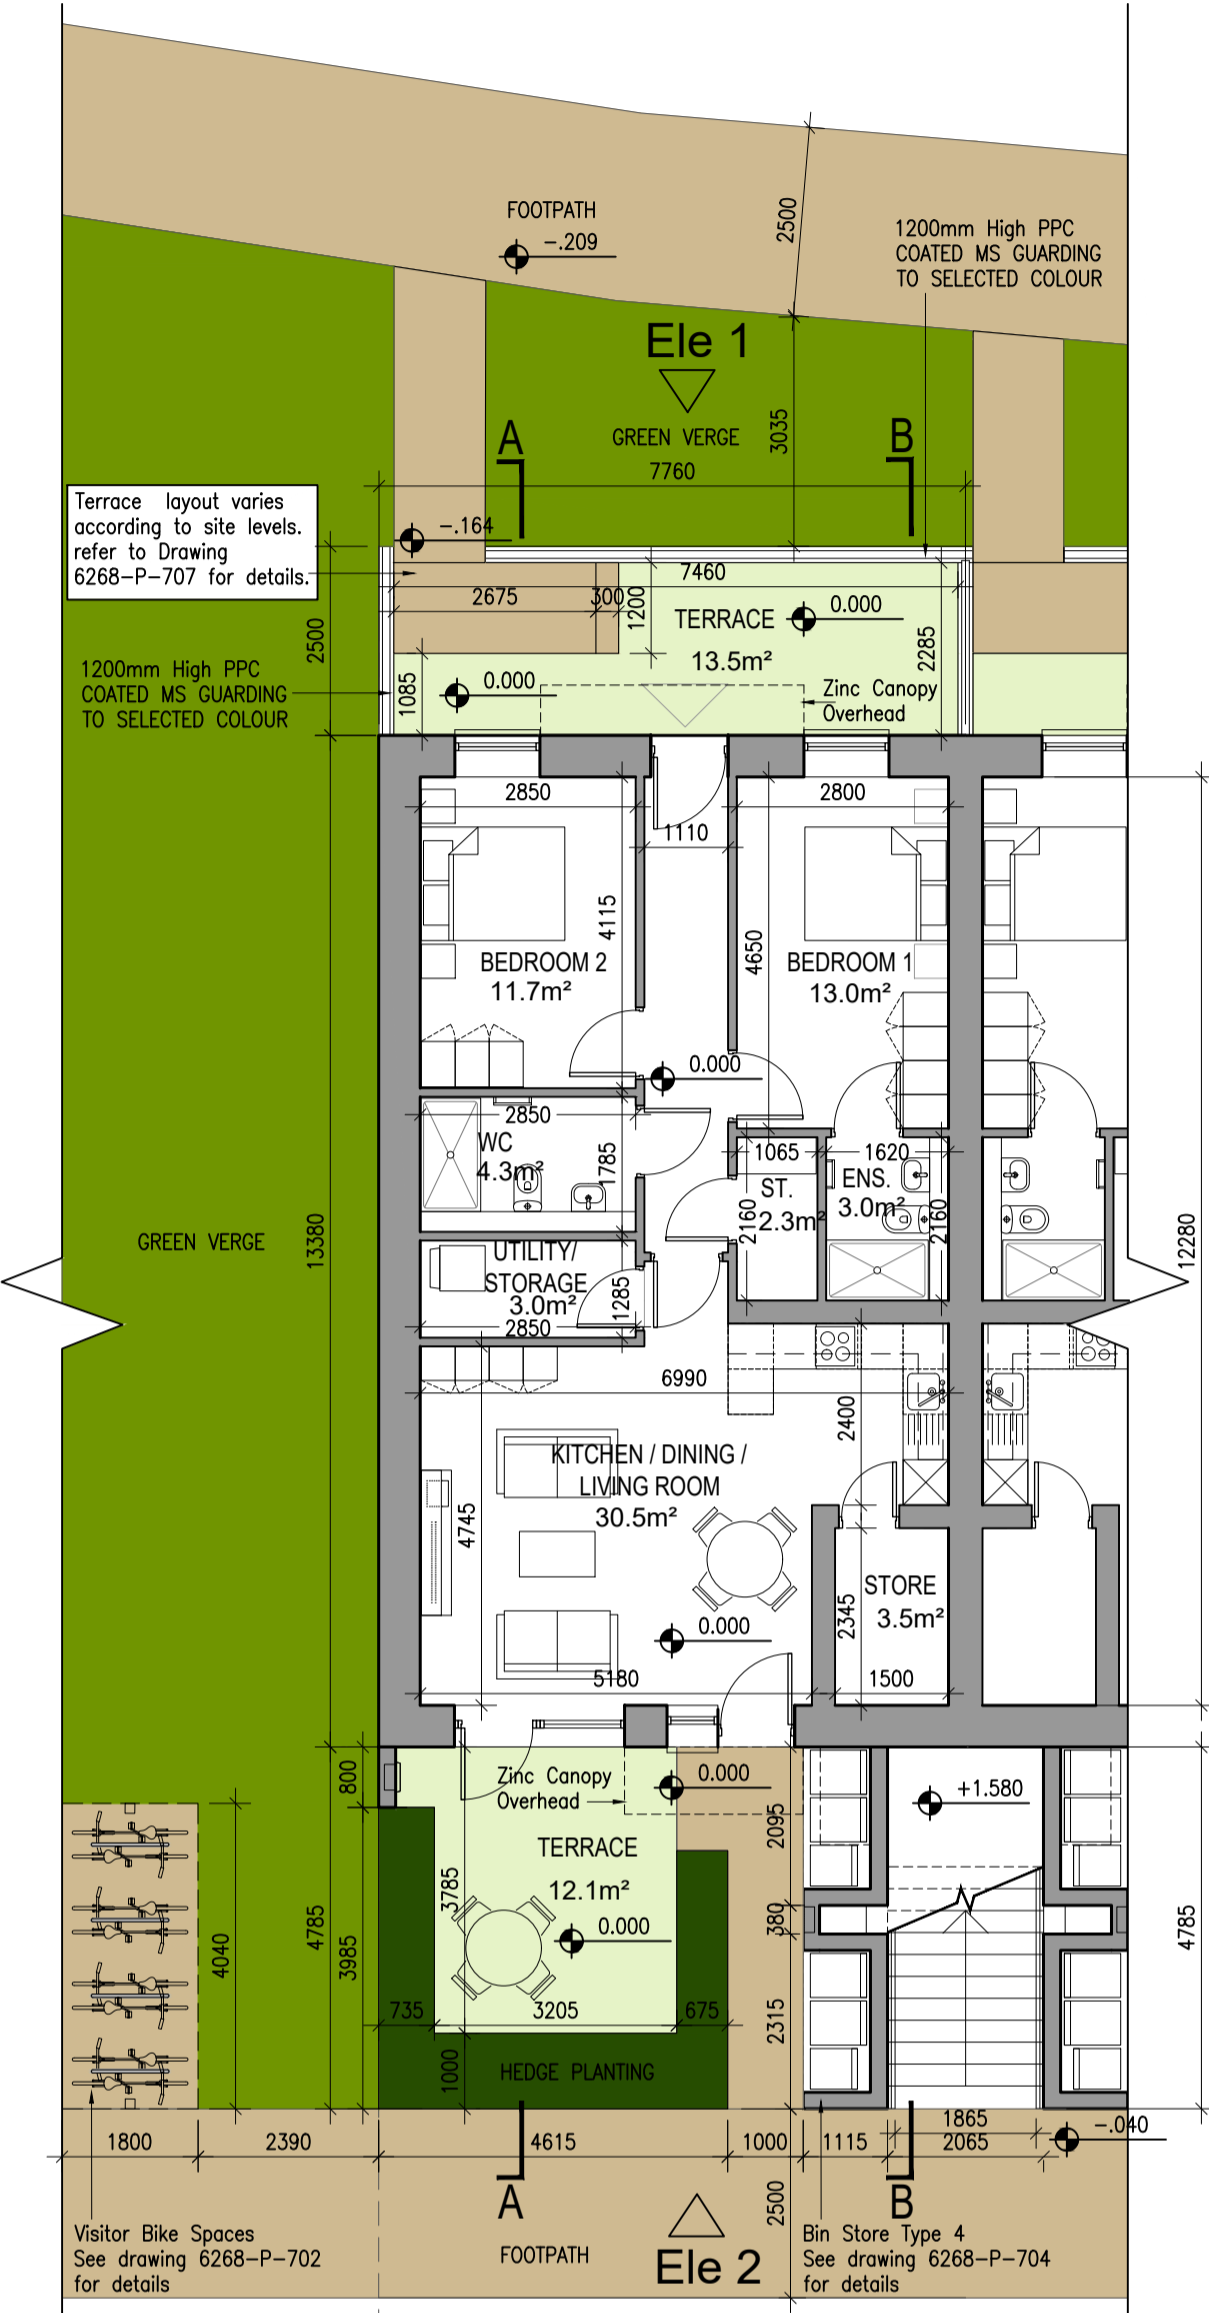 FOOTPATH
-.209
2500
1200mm High PPC
COATED MS GUARDING
TO SELECTED COLOUR
Ele 1
3035
A
GREEN VERGE
B
7760
Terrace layout varies
according to site levels.
refer to Drawing
6268-P-707 for details.
-.164
7460
2675
300
1200
TERRACE
0.000
13.5m²
2285
2500
1200mm High PPC
COATED MS GUARDING
TO SELECTED COLOUR
1085
0.000
Zinc Canopy
Overhead
2850
1110
2800
4115
4650
BEDROOM 2
11.7m²
BEDROOM 1
13.0m²
0.000
2850
WC
4.3m²
1785
1065
1620
ST.
2.3m²
ENS.
3.0m²
2160
2160
GREEN VERGE
13380
12280
UTILITY/
STORAGE
3.0m²
1285
2850
6990
2400
KITCHEN / DINING /
LIVING ROOM
30.5m²
4745
STORE
3.5m²
2345
0.000
5180
1500
800
Zinc Canopy
Overhead
0.000
+1.580
2095
TERRACE
12.1m²
3785
0.000
380
4040
4785
3985
4785
735
3205
675
2315
1000
HEDGE PLANTING
1865
-.040
1800
2390
4615
1000
1115
2065
A
B
2500
Visitor Bike Spaces
See drawing 6268-P-702
for details
FOOTPATH
Ele 2
Bin Store Type 4
See drawing 6268-P-704
for details